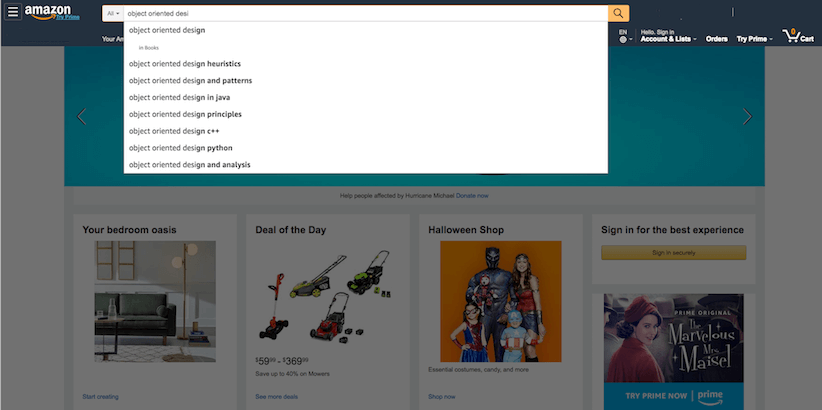 amazon
Try Prime
All
object oriented desi
EN
Hello. Sign in
Account & Lists
Orders
Try Prime
0
Cart
Your Am
object oriented design
in Books
object oriented design heuristics
object oriented design and patterns
object oriented design in java
object oriented design principles
object oriented design c++
object oriented design python
object oriented design and analysis
Help people affected by Hurricane Michael Donate now
Your bedroom oasis
Start creating
Deal of the Day
$59⁹⁹ - $369⁹⁹
Save up to 40% on Mowers
See more deals
Halloween Shop
Essential costumes, candy, and more
Shop now
Sign in for the best experience
Sign in securely
PRIME ORIGINAL
The
Marvelous
Mrs.
Maisel
TRY PRIME NOW | prime